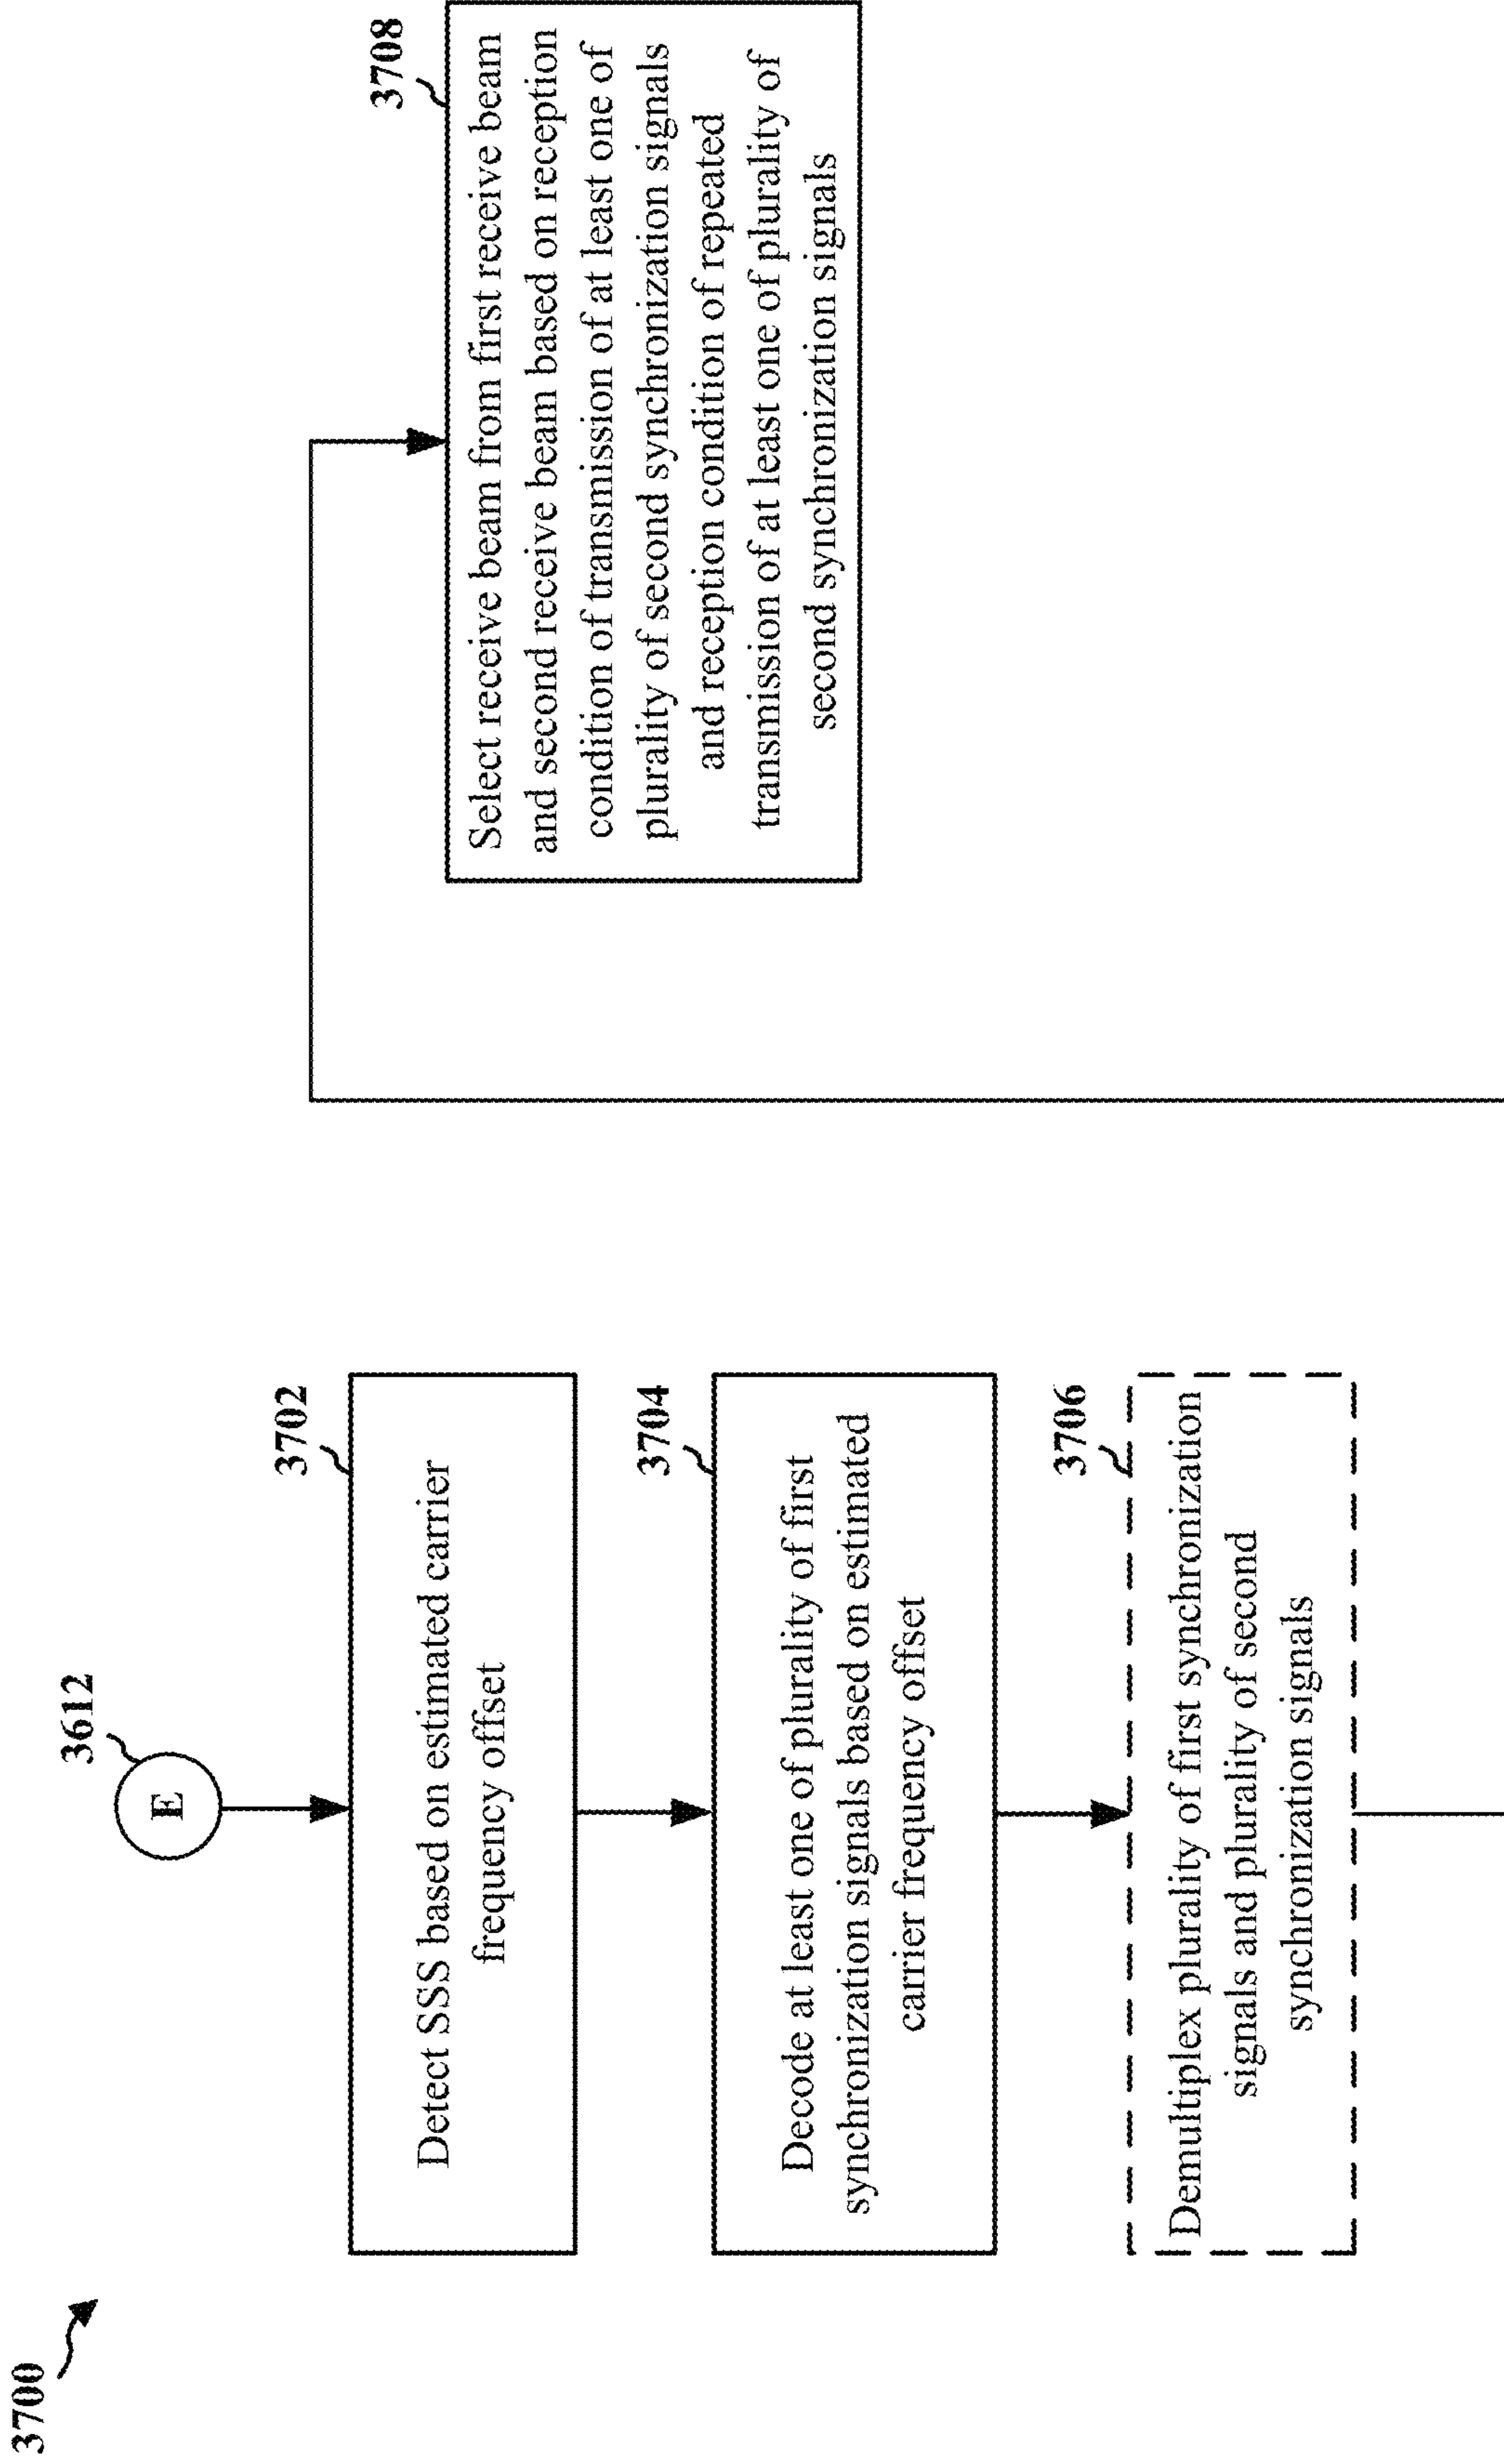 3700
3612
E
3702
Detect SSS based on estimated carrier
frequency offset
3704
Decode at least one of plurality of first
synchronization signals based on estimated
carrier frequency offset
3706
Demultiplex plurality of first synchronization
signals and plurality of second
synchronization signals
3708
Select receive beam from first receive beam
and second receive beam based on reception
condition of transmission of at least one of
plurality of second synchronization signals
and reception condition of repeated
transmission of at least one of plurality of
second synchronization signals